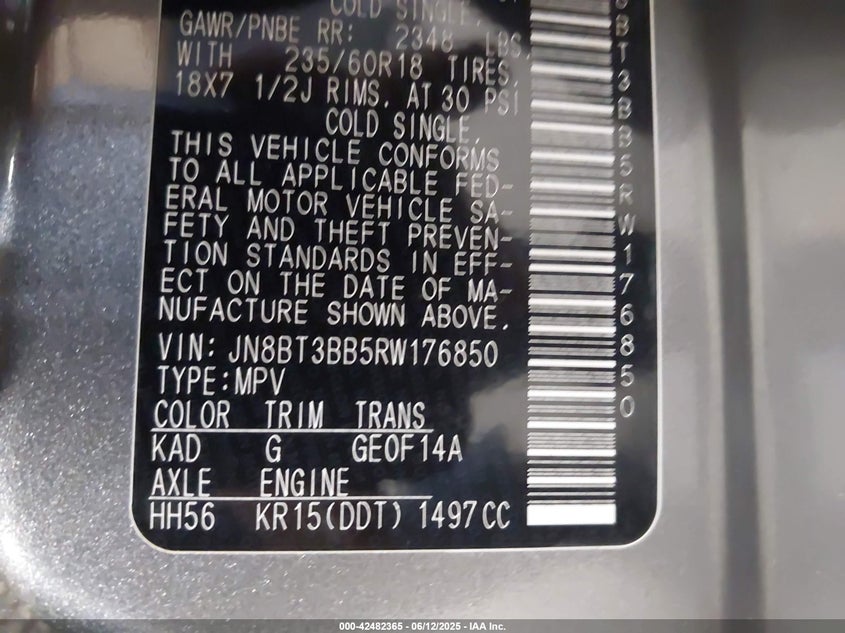 COLD SINGLE.
GAWR/PNBE RR: 2348 LBS.
WITH 235/60R18 TIRES,
18X7 1/2J RIMS, AT 30 PSI
COLD SINGLE.
THIS VEHICLE CONFORMS
TO ALL APPLICABLE FED-
ERAL MOTOR VEHICLE SA-
FETY AND THEFT PREVEN-
TION STANDARDS IN EFF-
ECT ON THE DATE OF MA-
NUFACTURE SHOWN ABOVE.
VIN: JN8BT3BB5RW176850
TYPE:MPV
COLOR TRIM TRANS
KAD G GE0F14A
AXLE ENGINE
HH56 KR15(DDT) 1497CC
BT3BB5RW176850
000-42482365 - 06/12/2025 - IAA Inc.